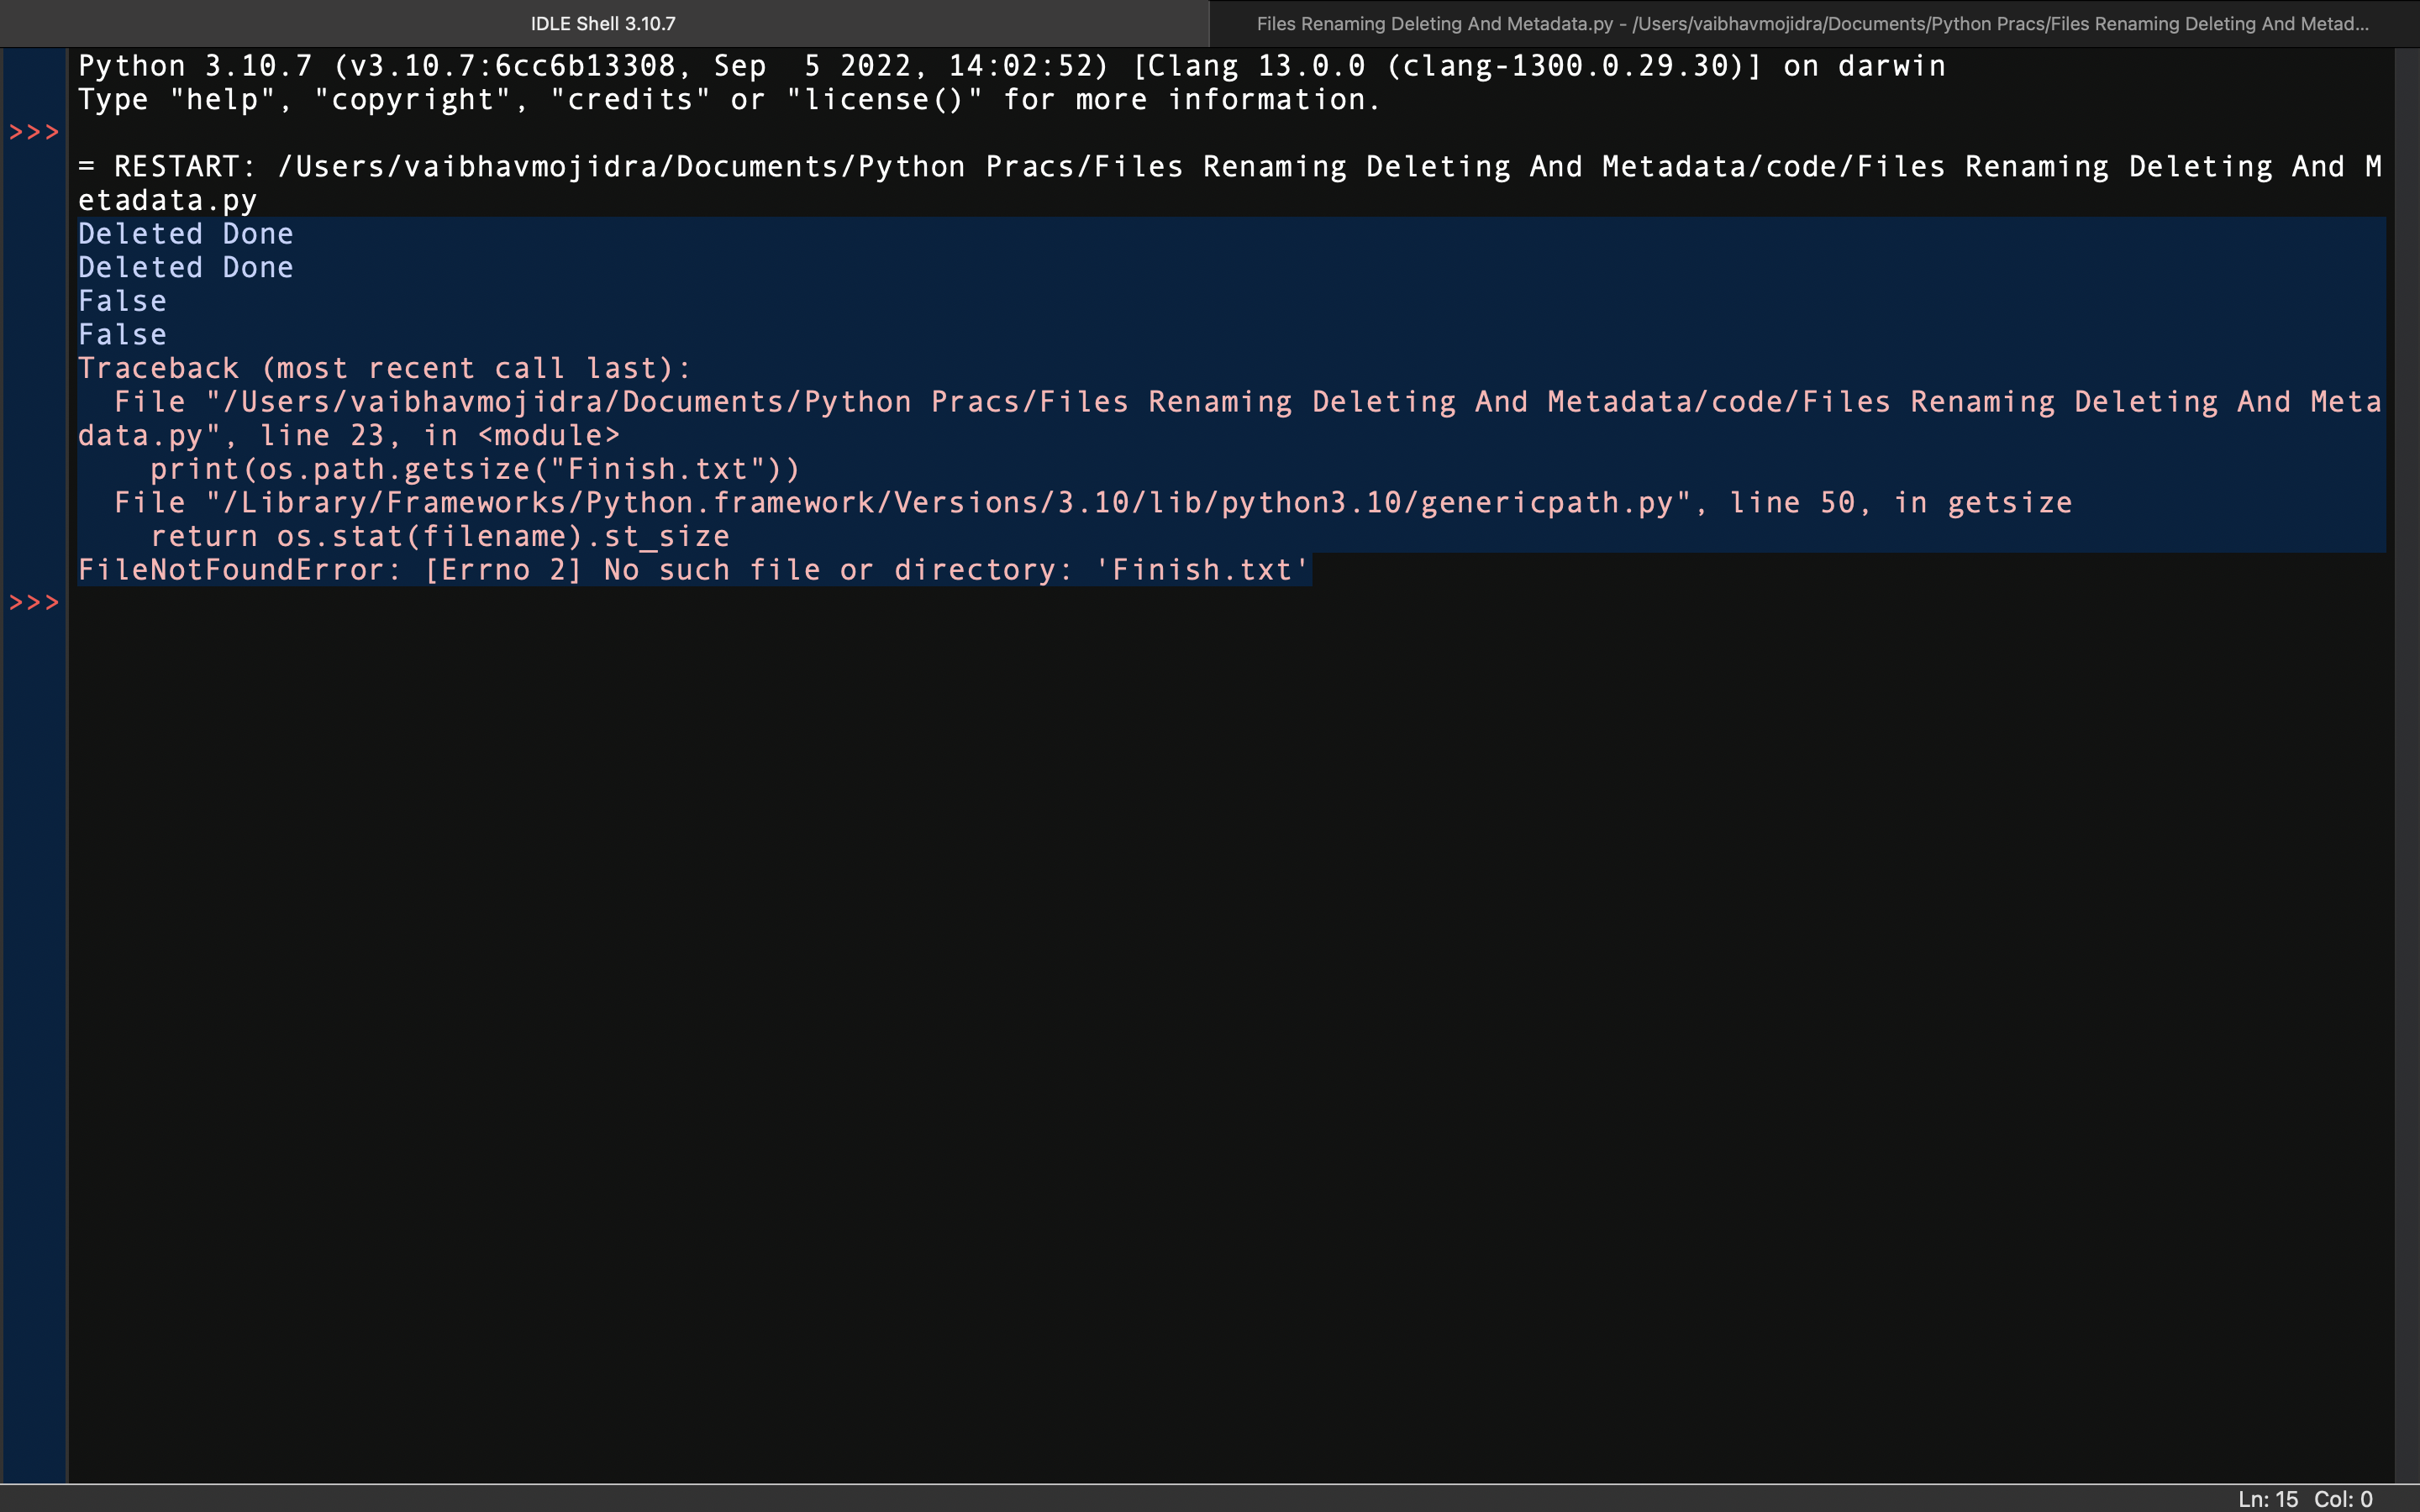 IDLE Shell 3.10.7
Files Renaming Deleting And Metadata.py - /Users/vaibhavmojidra/Documents/Python Pracs/Files Renaming Deleting And Metad...
Python 3.10.7 (v3.10.7:6cc6b13308, Sep  5 2022, 14:02:52) [Clang 13.0.0 (clang-1300.0.29.30)] on darwin
Type "help", "copyright", "credits" or "license()" for more information.
>>>
= RESTART: /Users/vaibhavmojidra/Documents/Python Pracs/Files Renaming Deleting And Metadata/code/Files Renaming Deleting And M
etadata.py
Deleted Done
Deleted Done
False
False
Traceback (most recent call last):
  File "/Users/vaibhavmojidra/Documents/Python Pracs/Files Renaming Deleting And Metadata/code/Files Renaming Deleting And Meta
data.py", line 23, in <module>
    print(os.path.getsize("Finish.txt"))
  File "/Library/Frameworks/Python.framework/Versions/3.10/lib/python3.10/genericpath.py", line 50, in getsize
    return os.stat(filename).st_size
FileNotFoundError: [Errno 2] No such file or directory: 'Finish.txt'
>>>
Ln: 15  Col: 0